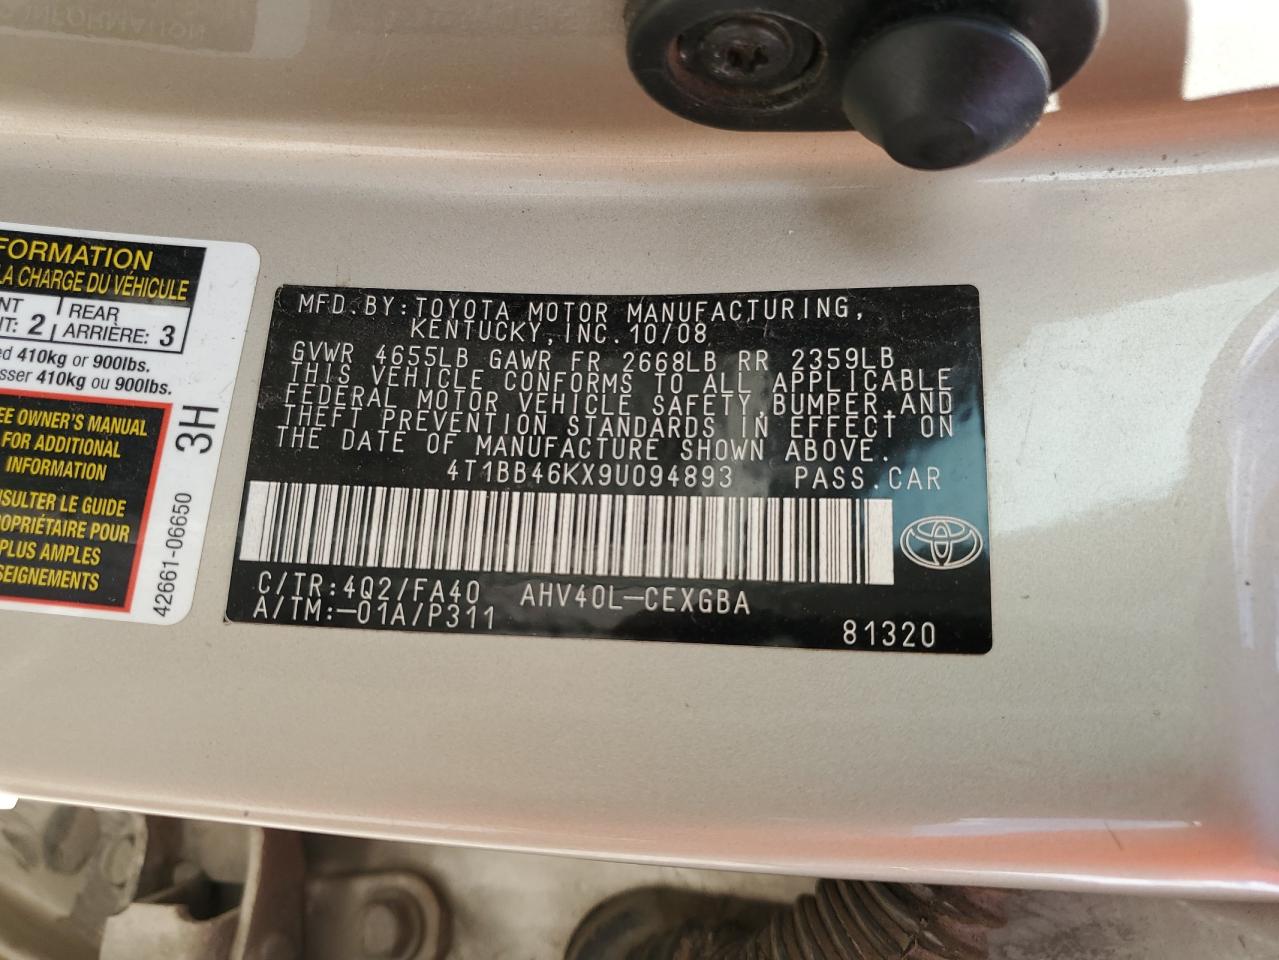 FORMATION
LA CHARGE DU VÉHICULE
NT
T: 2
REAR
ARRIÈRE: 3
ed 410kg or 900lbs.
sser 410kg ou 900lbs.
EE OWNER'S MANUAL
FOR ADDITIONAL
INFORMATION
NSULTER LE GUIDE
OPRIÉTAIRE POUR
PLUS AMPLES
SEIGNEMENTS
3H
42661-06650
MFD.BY:TOYOTA MOTOR MANUFACTURING,
KENTUCKY,INC.10/08
GVWR 4655LB GAWR FR 2668LB RR 2359LB
THIS VEHICLE CONFORMS TO ALL APPLICABLE
FEDERAL MOTOR VEHICLE SAFETY,BUMPER,AND
THEFT PREVENTION STANDARDS IN EFFECT ON
THE DATE OF MANUFACTURE SHOWN ABOVE.
4T1BB46KX9U094893 PASS.CAR
C/TR:4Q2/FA40 AHV40L-CEXGBA
A/TM:-01A/P311
81320